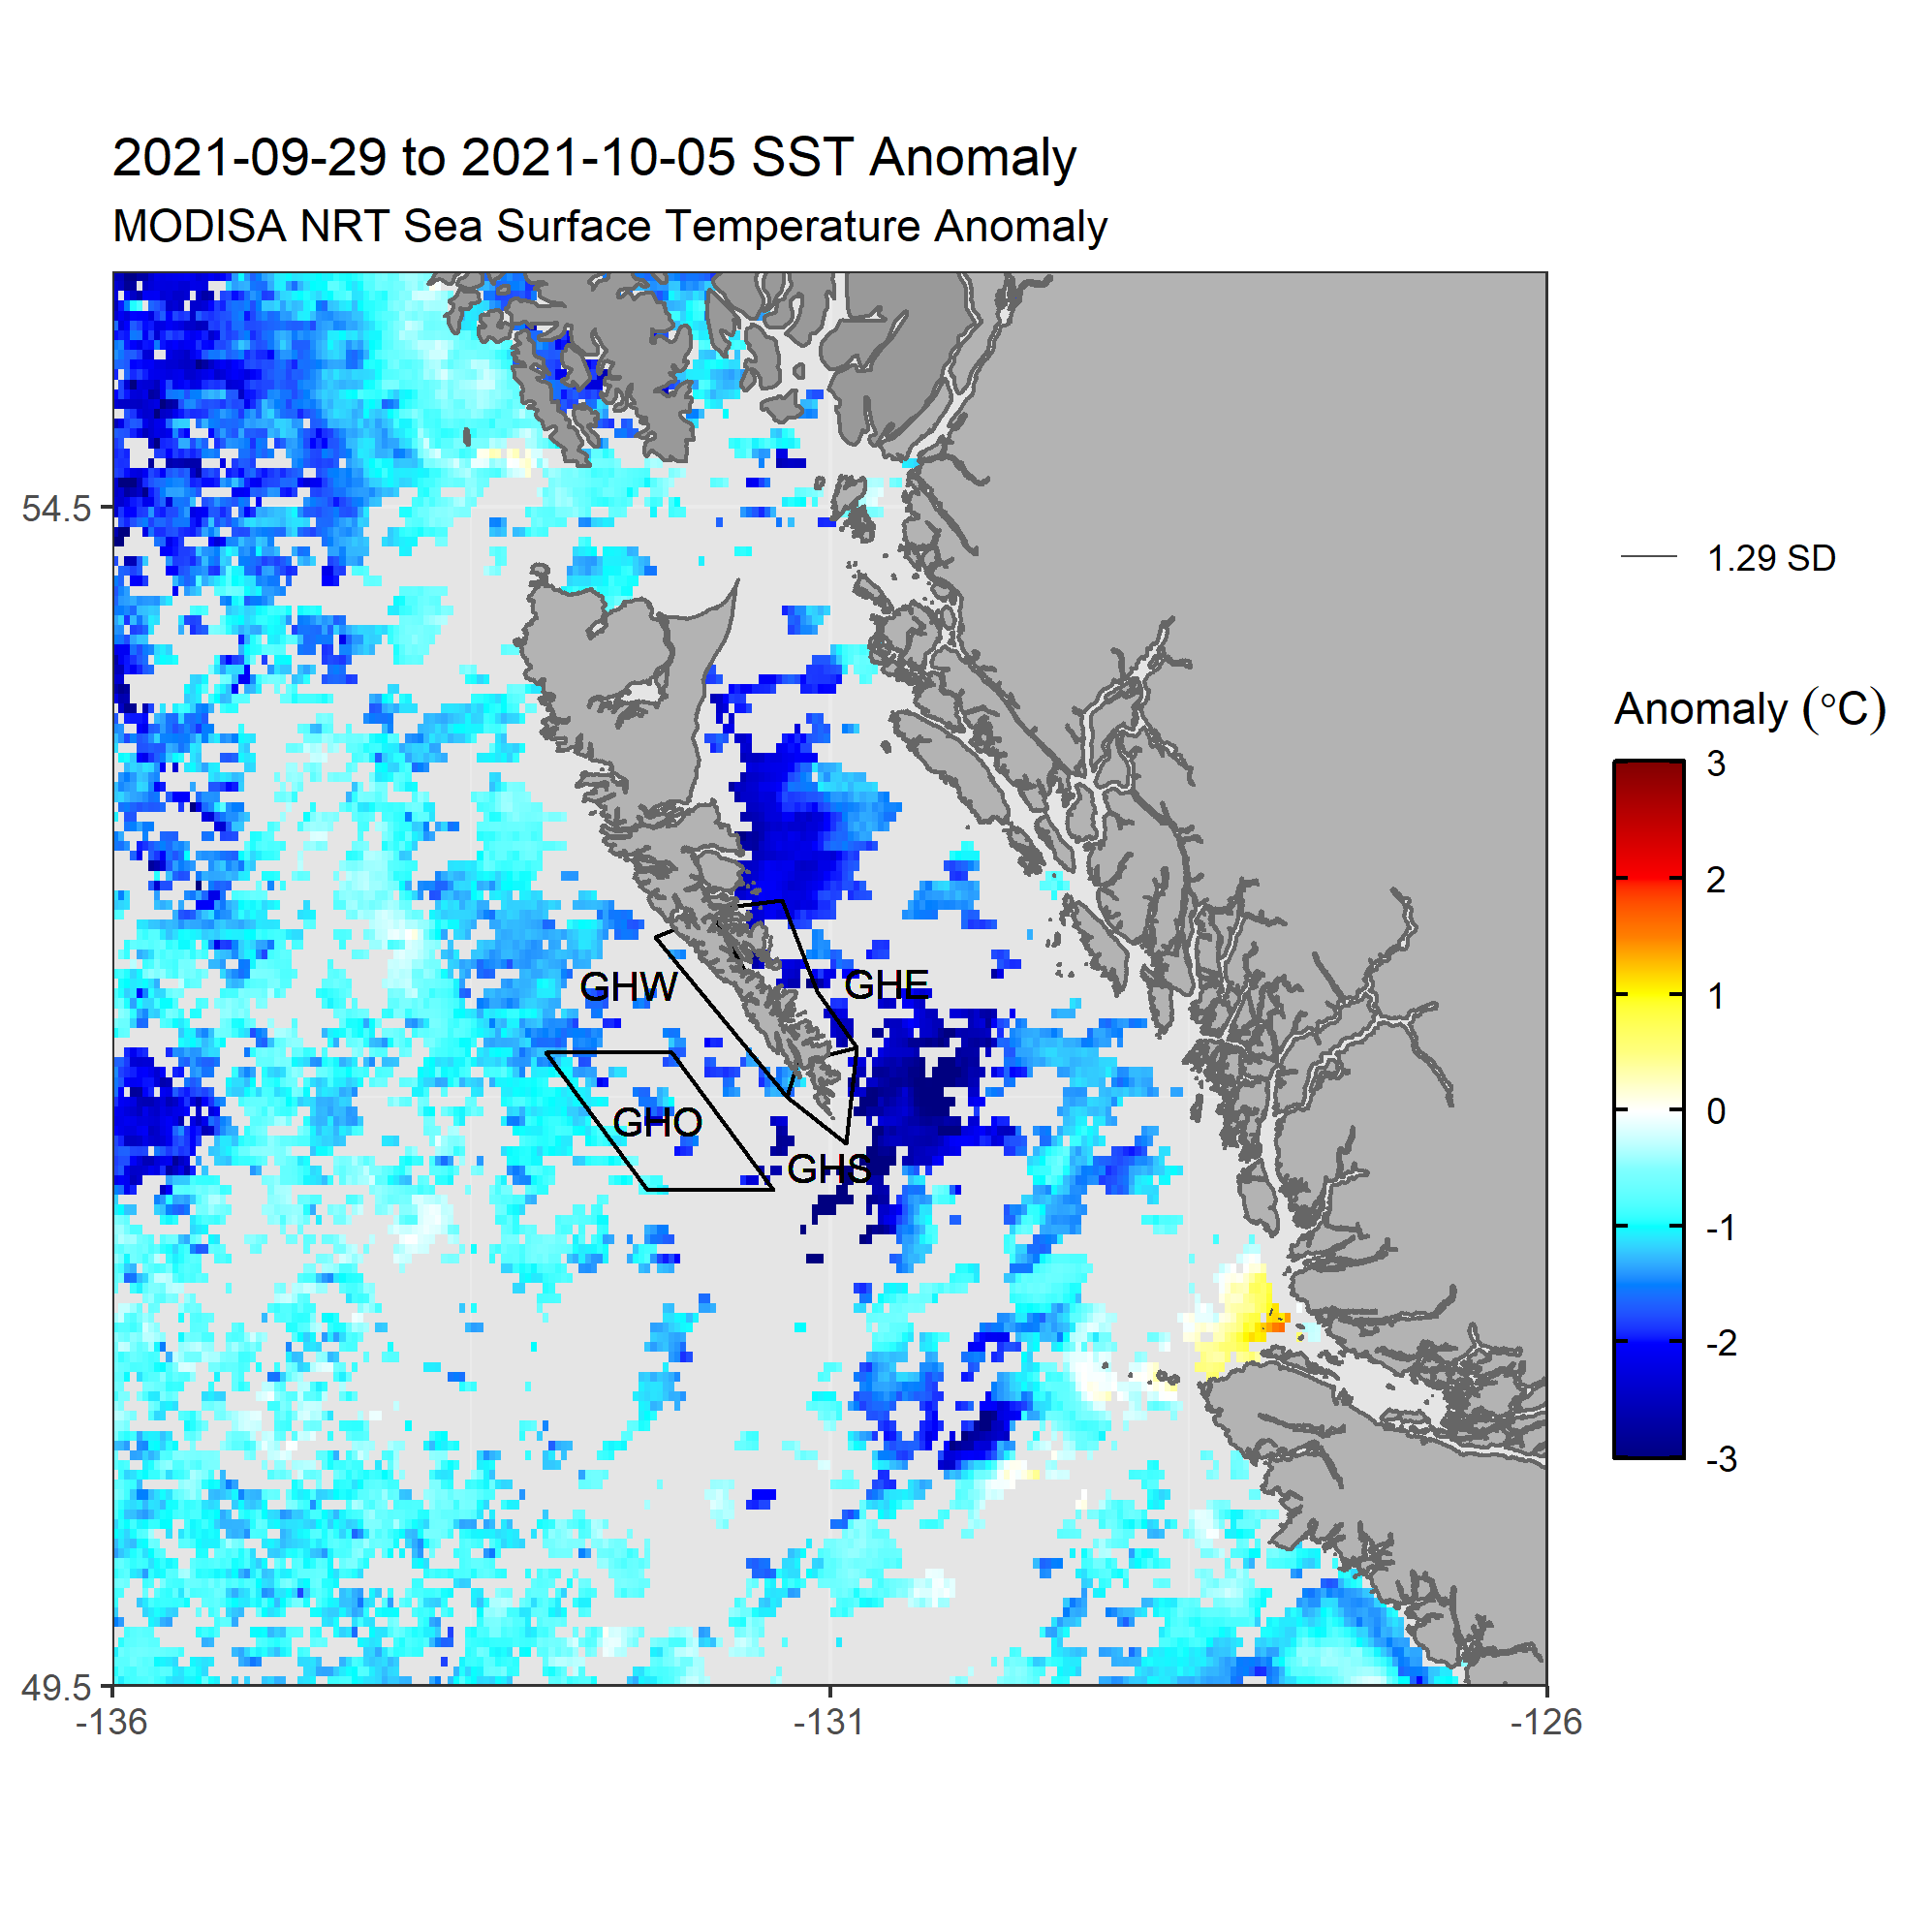 2021-09-29 to 2021-10-05 SST Anomaly
MODISA NRT Sea Surface Temperature Anomaly
54.5
49.5
-136
-131
-126
GHW
GHE
GHO
GHS
1.29 SD
Anomaly (°C)
3
2
1
0
-1
-2
-3